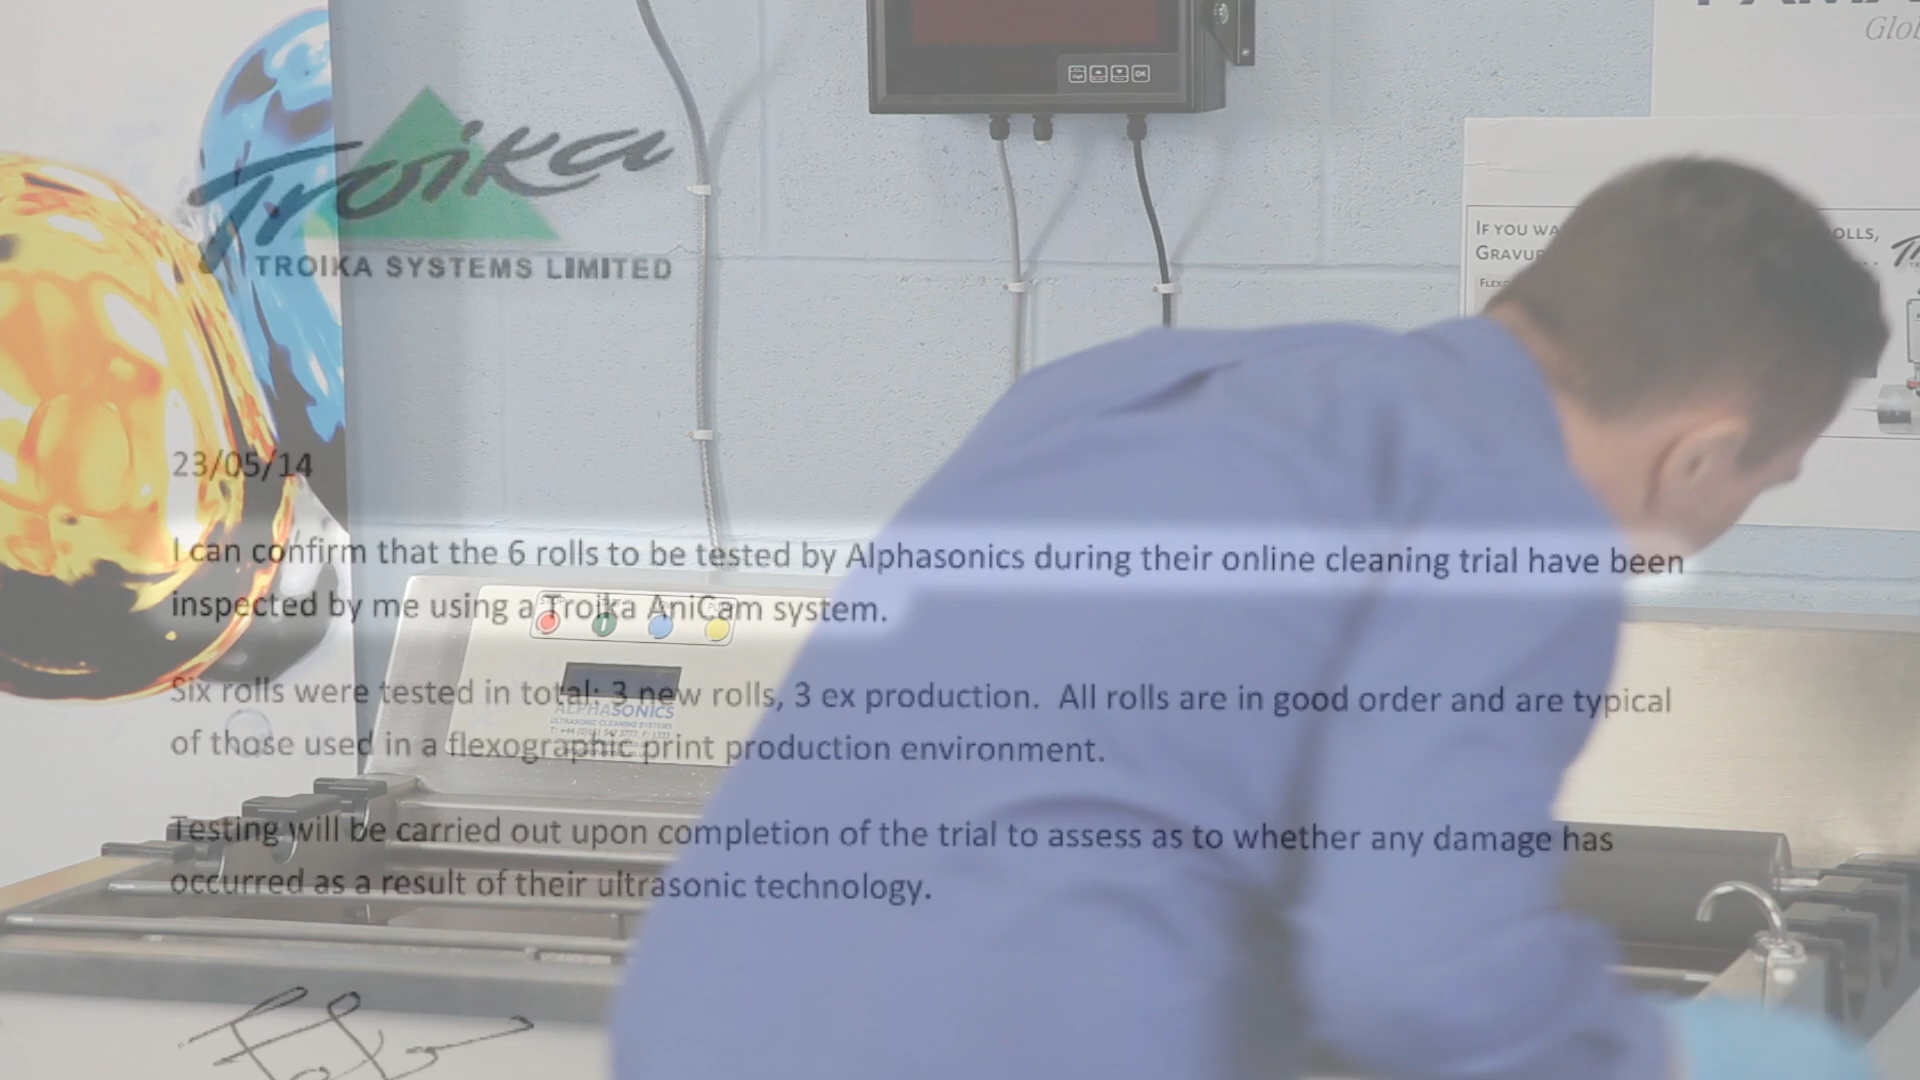 Troika
TROIKA SYSTEMS LIMITED
OK
IF YOU
OLLS,
23/05/14
I can confirm that the 6 rolls to be tested by Alphasonics during their online cleaning trial have been
inspected by me using a Troika AniCam system.
Six rolls were tested in total: 3 new rolls, 3 ex production. All rolls are in good order and are typical
of those used in a flexographic print production environment.
Testing will be carried out upon completion of the trial to assess as to whether any damage has
occurred as a result of their ultrasonic technology.
ALPHASONICS
ULTRASONIC CLEANING SYSTEMS